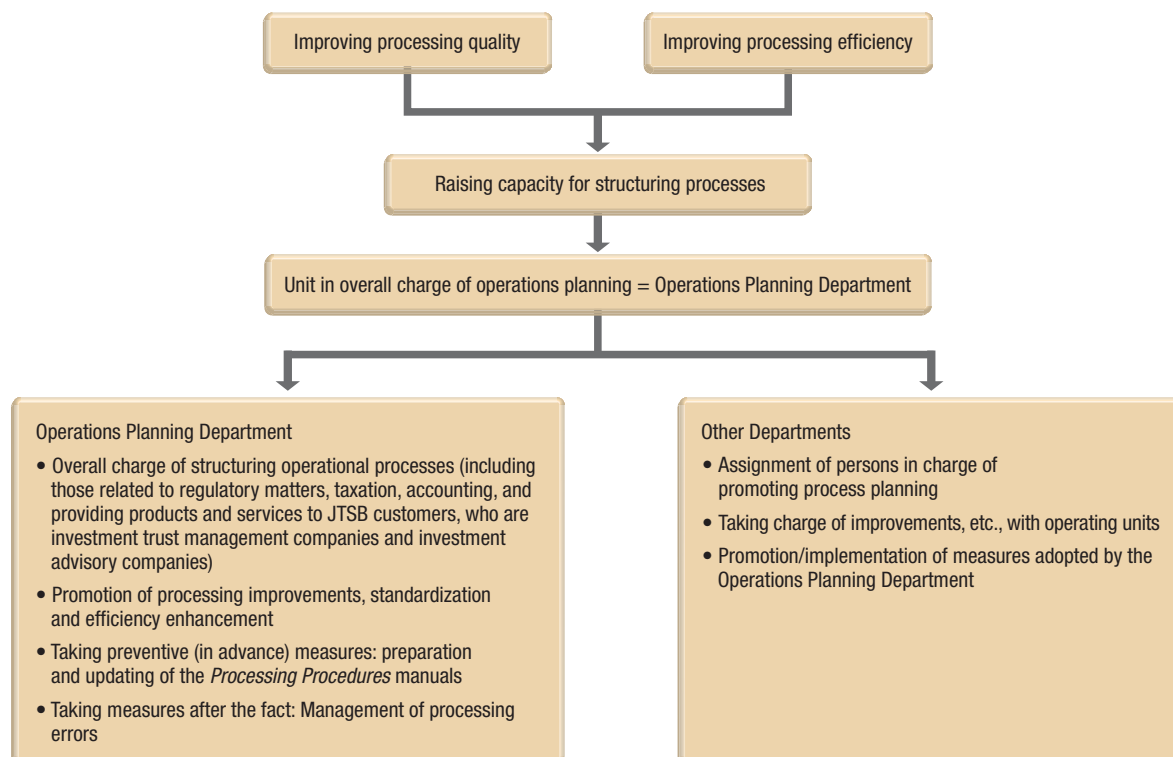 Improving processing quality
Improving processing efficiency
Raising capacity for structuring processes
Unit in overall charge of operations planning = Operations Planning Department
Operations Planning Department
• Overall charge of structuring operational processes (including
those related to regulatory matters, taxation, accounting, and
providing products and services to JTSB customers, who are
investment trust management companies and investment
advisory companies)
• Promotion of processing improvements, standardization
and efficiency enhancement
• Taking preventive (in advance) measures: preparation
and updating of the Processing Procedures manuals
• Taking measures after the fact: Management of processing
errors
Other Departments
• Assignment of persons in charge of
promoting process planning
• Taking charge of improvements, etc., with operating units
• Promotion/implementation of measures adopted by the
Operations Planning Department